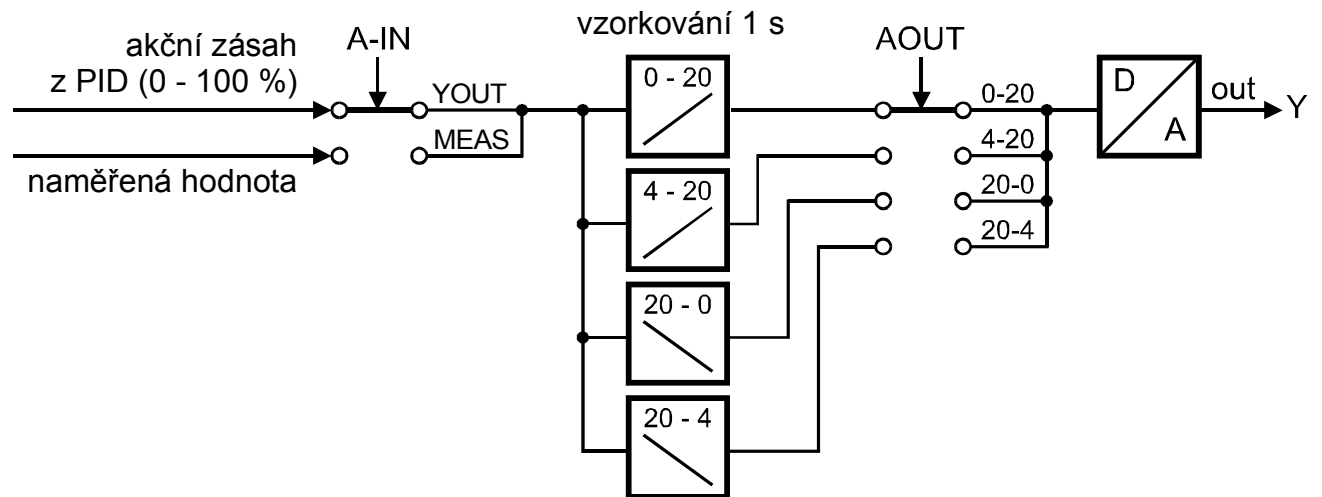 vzorkování 1 s
akční zásah
z PID (0 - 100 %)
A-IN
AOUT
YOUT
MEAS
naměřená hodnota
0 - 20
4 - 20
20 - 0
20 - 4
0-20
4-20
20-0
20-4
D
A
out
Y